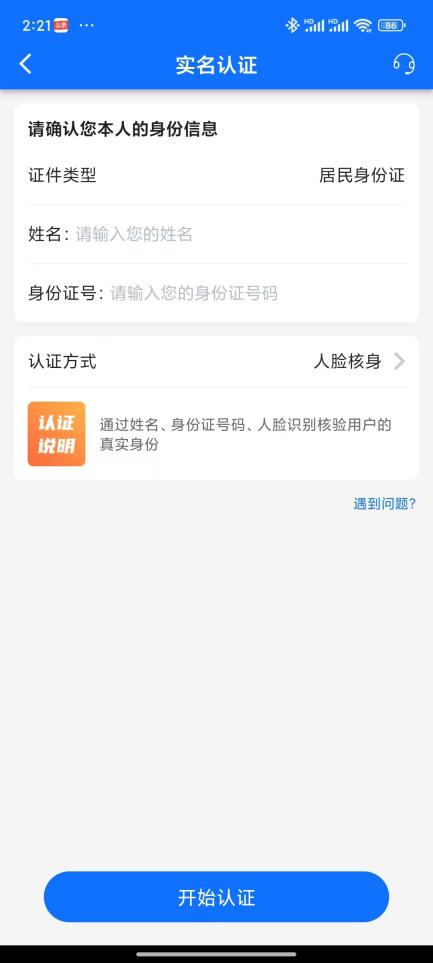 2:21 头条 ···
HD HD 86
实名认证
请确认您本人的身份信息
证件类型 居民身份证
姓名: 请输入您的姓名
身份证号: 请输入您的身份证号码
认证方式 人脸核身
认证
说明
通过姓名、身份证号码、人脸识别核验用户的
真实身份
遇到问题?
开始认证